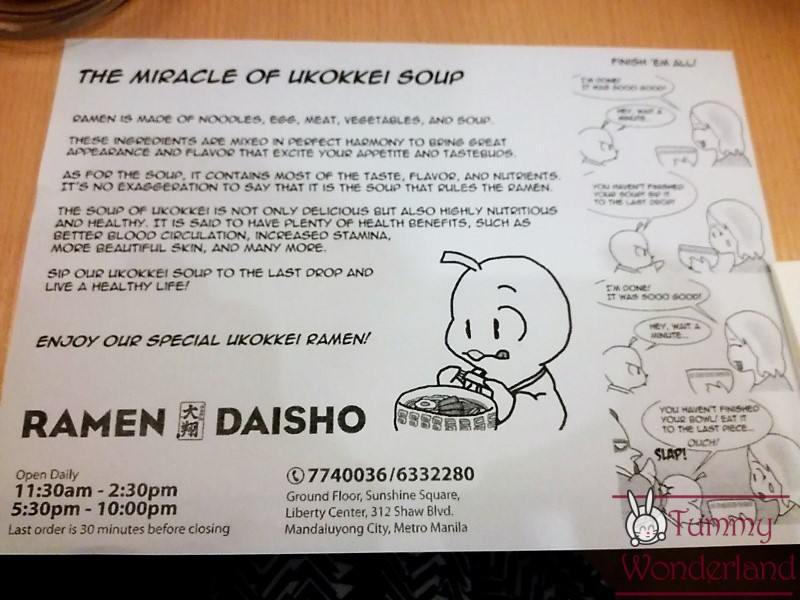 THE MIRACLE OF UKOKKEI SOUP
RAMEN IS MADE OF NOODLES, EGG, MEAT, VEGETABLES, AND SOUP.
THESE INGREDIENTS ARE MIXED IN PERFECT HARMONY TO BRING GREAT
APPEARANCE AND FLAVOR THAT EXCITE YOUR APPETITE AND TASTEBUDS.
AS FOR THE SOUP, IT CONTAINS MOST OF THE TASTE, FLAVOR, AND NUTRIENTS.
IT'S NO EXAGGERATION TO SAY THAT IT IS THE SOUP THAT RULES THE RAMEN.
THE SOUP OF UKOKKEI IS NOT ONLY DELICIOUS BUT ALSO HIGHLY NUTRITIOUS
AND HEALTHY. IT IS SAID TO HAVE PLENTY OF HEALTH BENEFITS, SUCH AS
BETTER BLOOD CIRCULATION, INCREASED STAMINA,
MORE BEAUTIFUL SKIN, AND MANY MORE.
SIP OUR UKOKKEI SOUP TO THE LAST DROP AND
LIVE A HEALTHY LIFE!
ENJOY OUR SPECIAL UKOKKEI RAMEN!
RAMEN 大翔 DAISHO
Open Daily
11:30am - 2:30pm
5:30pm - 10:00pm
Last order is 30 minutes before closing
7740036/6332280
Ground Floor, Sunshine Square,
Liberty Center, 312 Shaw Blvd.
Mandaluyong City, Metro Manila
FINISH 'EM ALL!
I'M DONE!
IT WAS SOOO GOOD!
HEY, WAIT A
MINUTE...
YOU HAVEN'T FINISHED
YOUR SOUP! SIP IT
TO THE LAST DROP!
I'M DONE!
IT WAS SOOO GOOD!
HEY, WAIT A
MINUTE...
YOU HAVEN'T FINISHED
YOUR BOWL! EAT IT
TO THE LAST PIECE...
OUCH!
SLAP!
Tummy
Wonderland